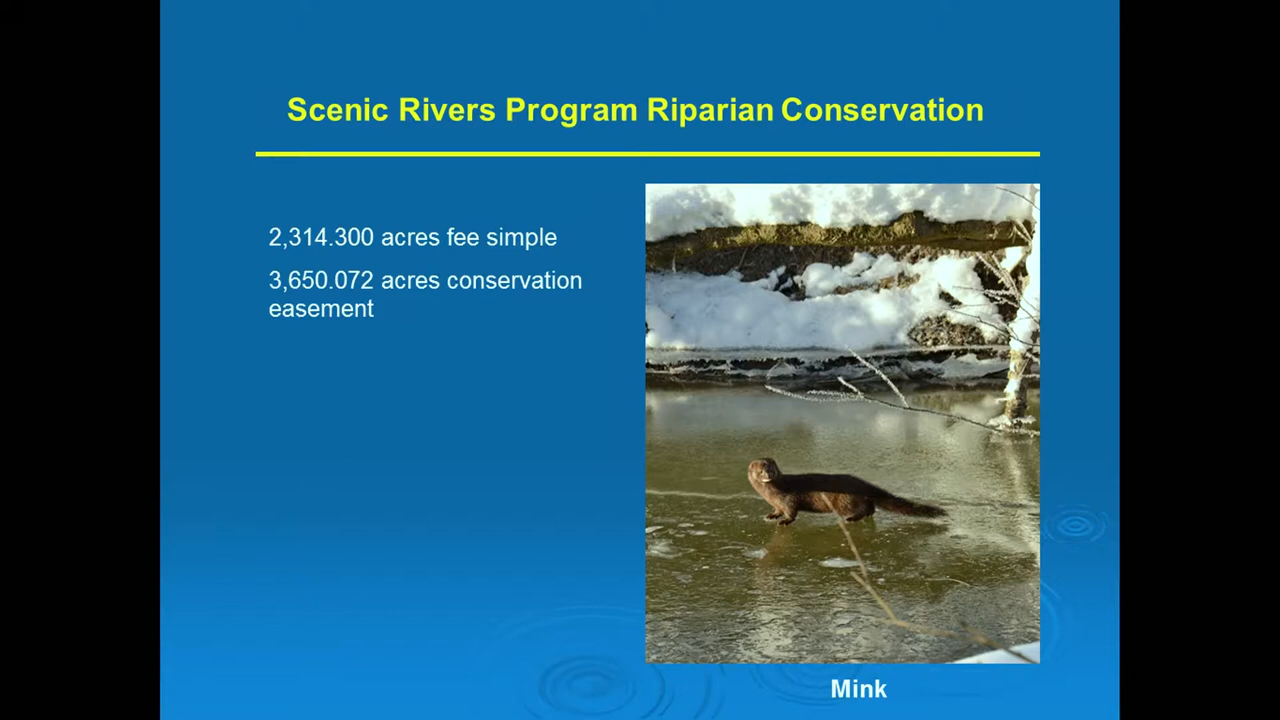 Scenic Rivers Program Riparian Conservation
2,314.300 acres fee simple
3,650.072 acres conservation
easement
Mink